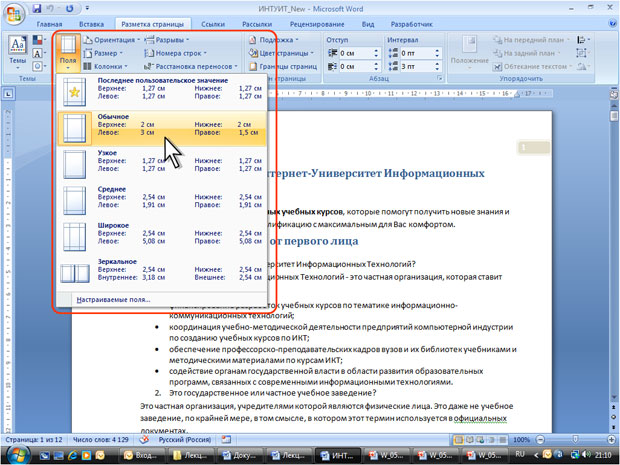 ИНТУИТ_New - Microsoft Word
Главная Вставка Разметка страницы Ссылки Рассылки Рецензирование Вид Разработчик
Темы
Темы
Поля
Ориентация
Размер
Колонки
Разрывы
Номера строк
Расстановка переносов
Подложка
Цвет страницы
Границы страниц
Отступ
0 см
0 см
Интервал
0 пт
3 пт
Абзац
Положение
На передний план
На задний план
Обтекание текстом
Упорядочить
Последнее пользовательское значение
Верхнее: 1,27 см Нижнее: 1,27 см
Левое: 1,27 см Правое: 1,27 см
Обычное
Верхнее: 2 см Нижнее: 2 см
Левое: 3 см Правое: 1,5 см
Узкое
Верхнее: 1,27 см Нижнее: 1,27 см
Левое: 1,27 см Правое: 1,27 см
Среднее
Верхнее: 2,54 см Нижнее: 2,54 см
Левое: 1,91 см Правое: 1,91 см
Широкое
Верхнее: 2,54 см Нижнее: 2,54 см
Левое: 5,08 см Правое: 5,08 см
Зеркальное
Верхнее: 2,54 см Нижнее: 2,54 см
Внутреннее: 3,18 см Внешнее: 2,54 см
Настраиваемые поля...
1
тернет-Университет Информационных
ных учебных курсов, которые помогут получить новые знания и
лификацию с максимальным для Вас комфортом.
от первого лица
верситет Информационных Технологий?
ционных Технологий - это частная организация, которая ставит
учебных курсов по тематике информационно-
коммуникационных технологий;
• координация учебно-методической деятельности предприятий компьютерной индустрии
по созданию учебных курсов по ИКТ;
• обеспечение профессорско-преподавательских кадров вузов и их библиотек учебниками и
методическими материалами по курсам ИКТ;
• содействие органам государственной власти в области развития образовательных
программ, связанных с современными информационными технологиями.
2. Это государственное или частное учебное заведение?
Это частная организация, учредителями которой являются физические лица. Это даже не учебное
заведение, по крайней мере, в том смысле, в котором этот термин используется в официальных
документах.
Страница: 1 из 12 Число слов: 4 129 Русский (Россия) 100%
Вход... Лекц... Доку... Лекц... ИНТ... W_05... W_05... W_05... RU 21:10